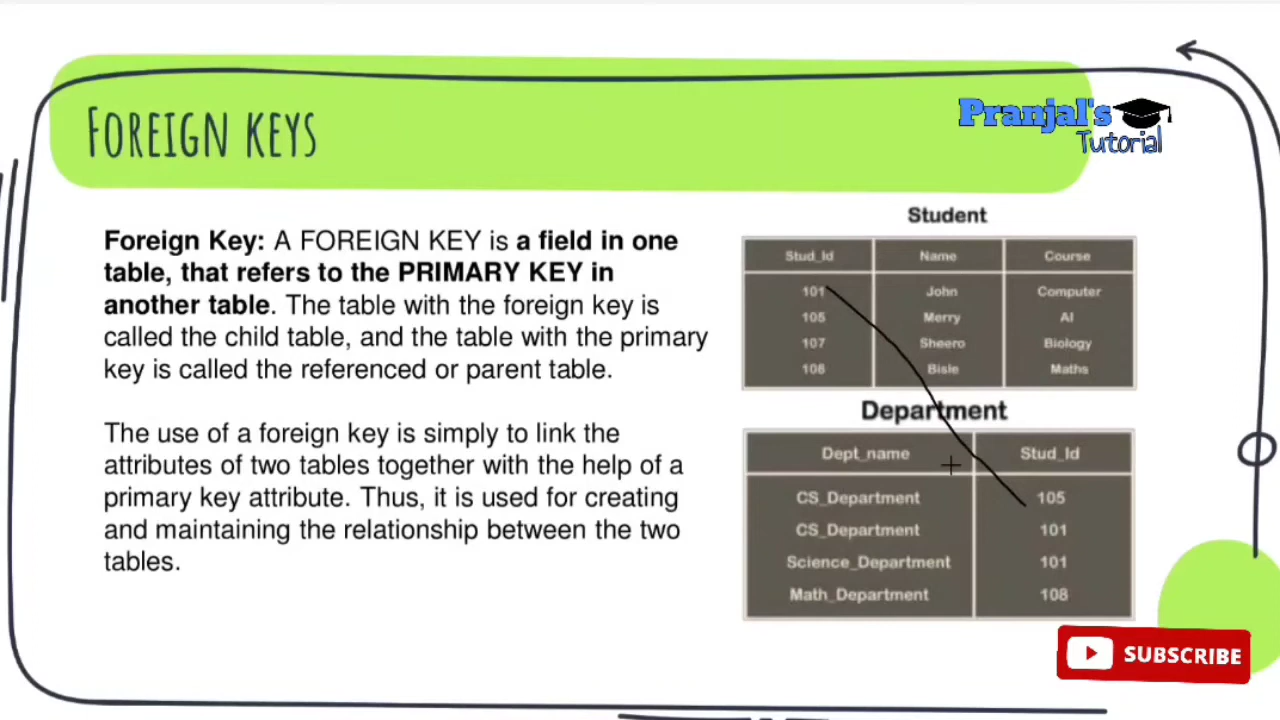 FOREIGN KEYS
Pranjal's
Tutorial
Foreign Key: A FOREIGN KEY is a field in one
table, that refers to the PRIMARY KEY in
another table. The table with the foreign key is
called the child table, and the table with the primary
key is called the referenced or parent table.
The use of a foreign key is simply to link the
attributes of two tables together with the help of a
primary key attribute. Thus, it is used for creating
and maintaining the relationship between the two
tables.
Student
Stud_Id Name Course
101 John Computer
105 Merry AI
107 Sheero Biology
108 Bisle Maths
Department
Dept_name Stud_Id
CS_Department 105
CS_Department 101
Science_Department 101
Math_Department 108
SUBSCRIBE